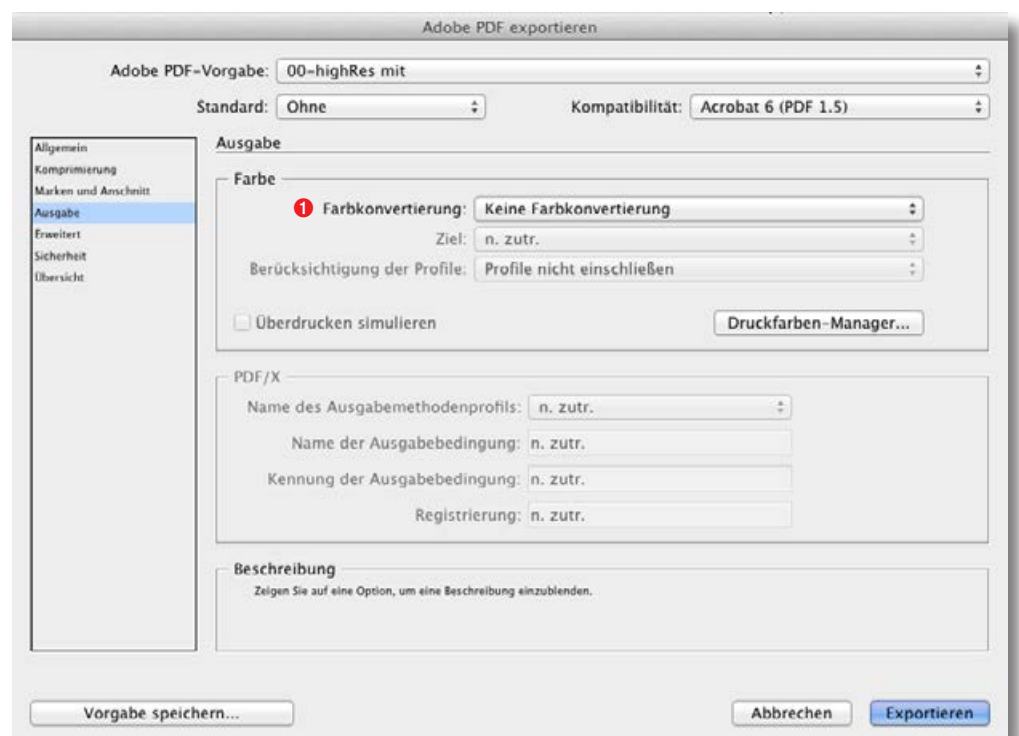 Adobe PDF exportieren
Adobe PDF-Vorgabe: 00-highRes mit
Standard: Ohne Kompatibilität: Acrobat 6 (PDF 1.5)
Allgemein
Komprimierung
Marken und Anschnitt
Ausgabe
Erweitert
Sicherheit
Übersicht
Ausgabe
Farbe
1 Farbkonvertierung: Keine Farbkonvertierung
Ziel: n. zutr.
Berücksichtigung der Profile: Profile nicht einschließen
Überdrucken simulieren Druckfarben-Manager...
PDF/X
Name des Ausgabemethodenprofils: n. zutr.
Name der Ausgabebedingung: n. zutr.
Kennung der Ausgabebedingung: n. zutr.
Registrierung: n. zutr.
Beschreibung
Zeigen Sie auf eine Option, um eine Beschreibung einzublenden.
Vorgabe speichern... Abbrechen Exportieren